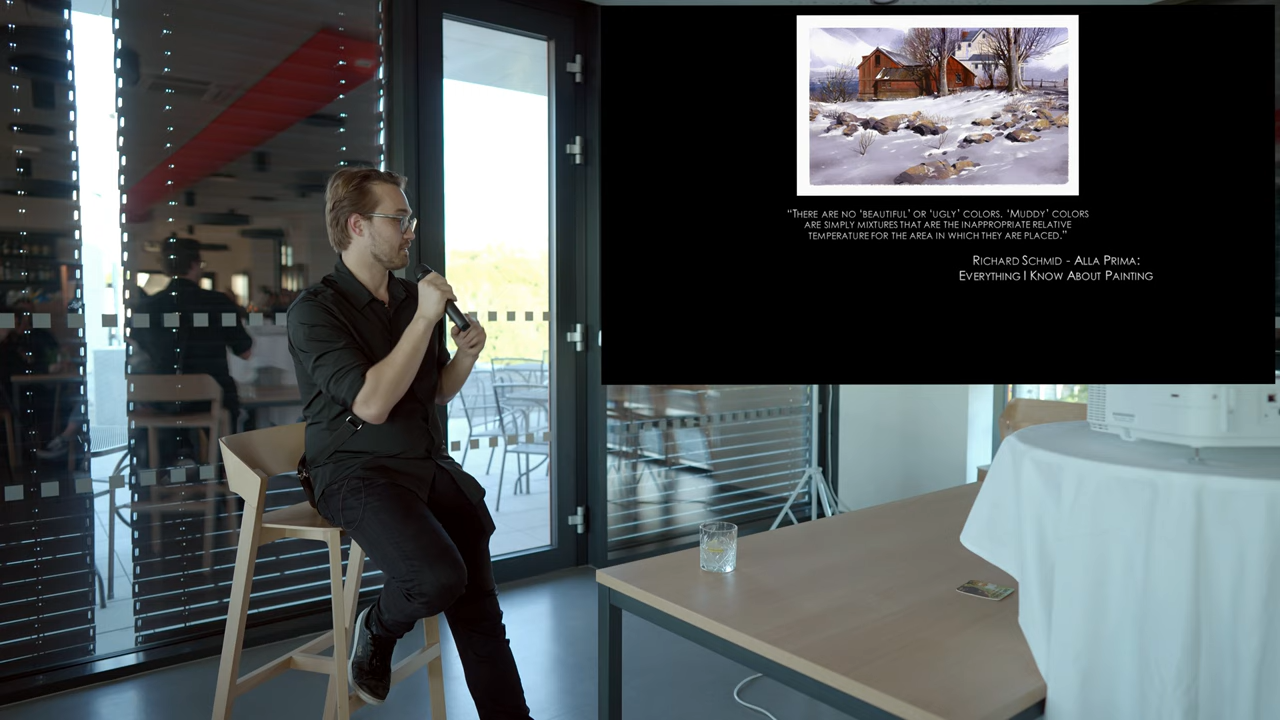 “There are no ‘beautiful’ or ‘ugly’ colors. ‘Muddy’ colors
are simply mixtures that are the inappropriate relative
temperature for the area in which they are placed.”
Richard Schmid - Alla Prima:
Everything I Know About Painting